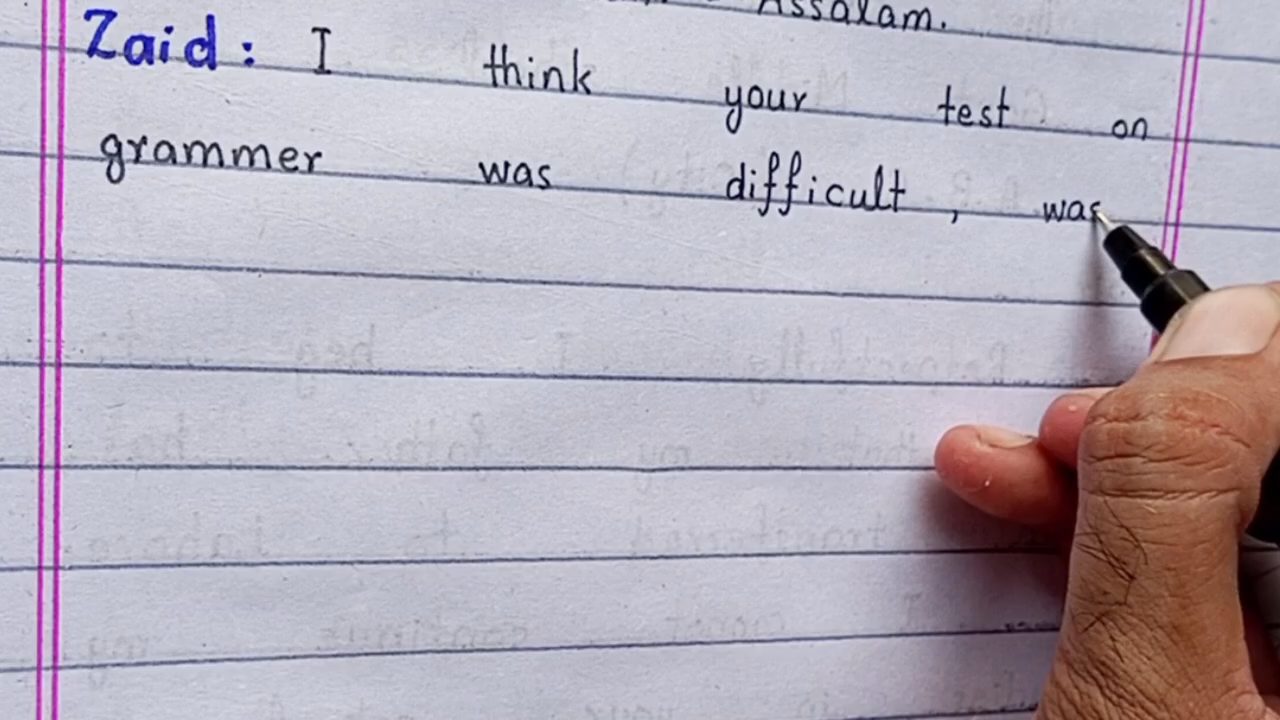 Assalam.
Zaid: I think your test on
grammer was difficult, was